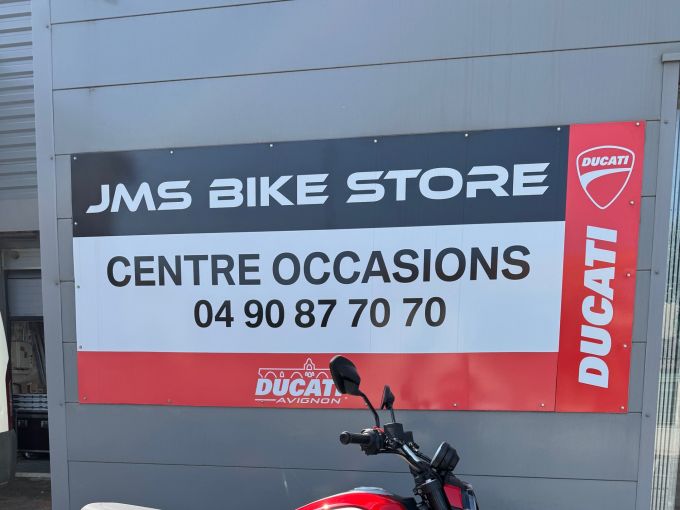 JMS BIKE STORE
CENTRE OCCASIONS
04 90 87 70 70
DUCATI
AVIGNON
DUCATI
DUCATI